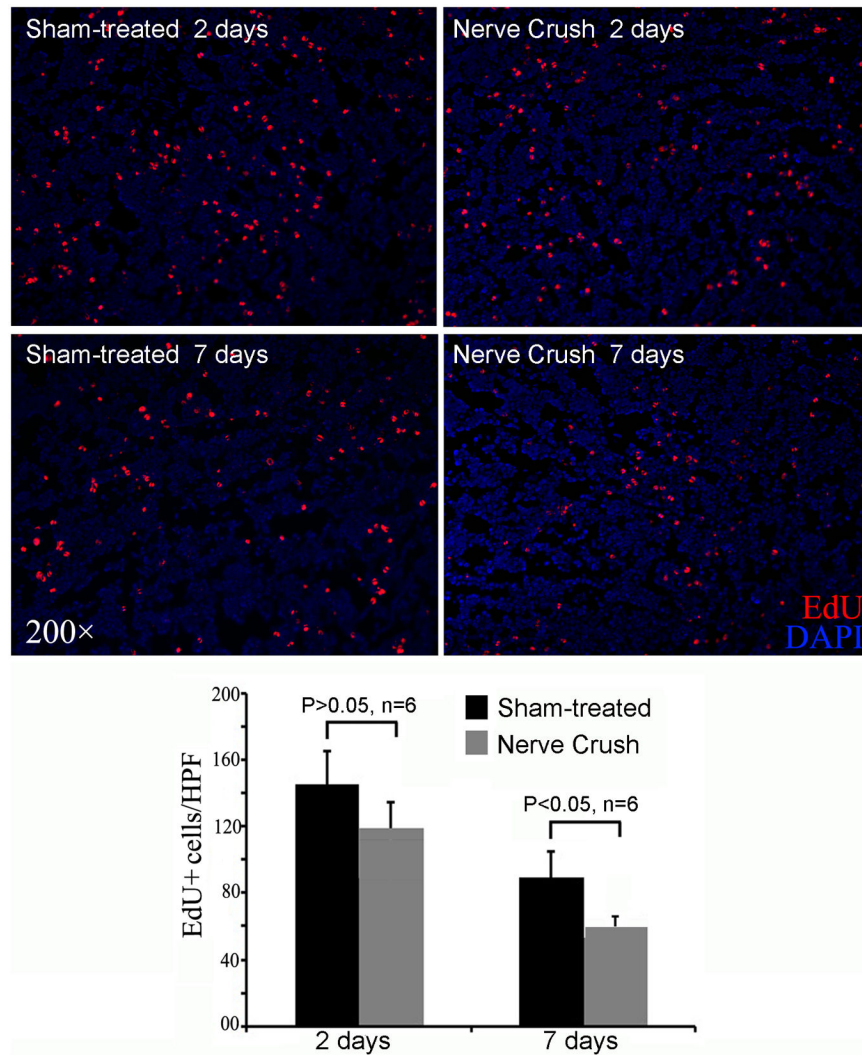 Sham-treated 2 days
Nerve Crush 2 days
Sham-treated 7 days
Nerve Crush 7 days
200×
EdU
DAPI
EdU+ cells/HPF
200
160
120
80
40
00
P>0.05, n=6
P<0.05, n=6
Sham-treated
Nerve Crush
2 days
7 days